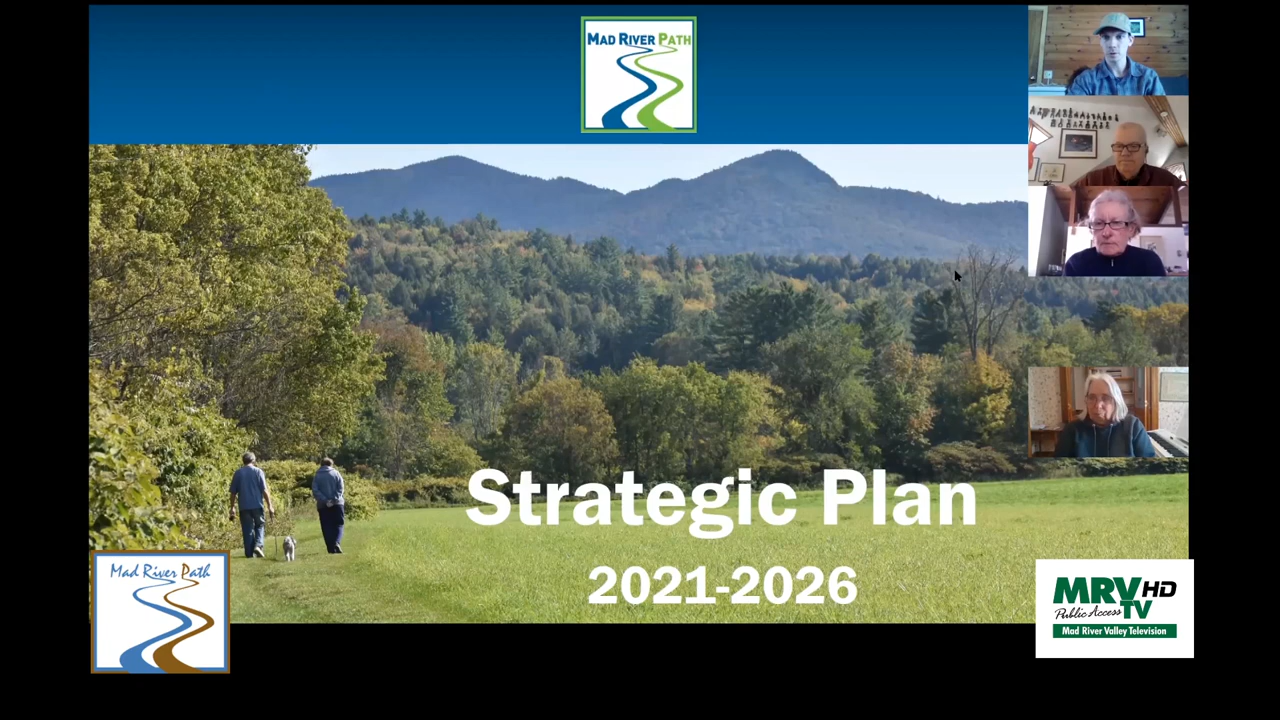 MAD RIVER PATH
Strategic Plan
2021-2026
Mad River Path
MRV HD
Public Access TV
Mad River Valley Television